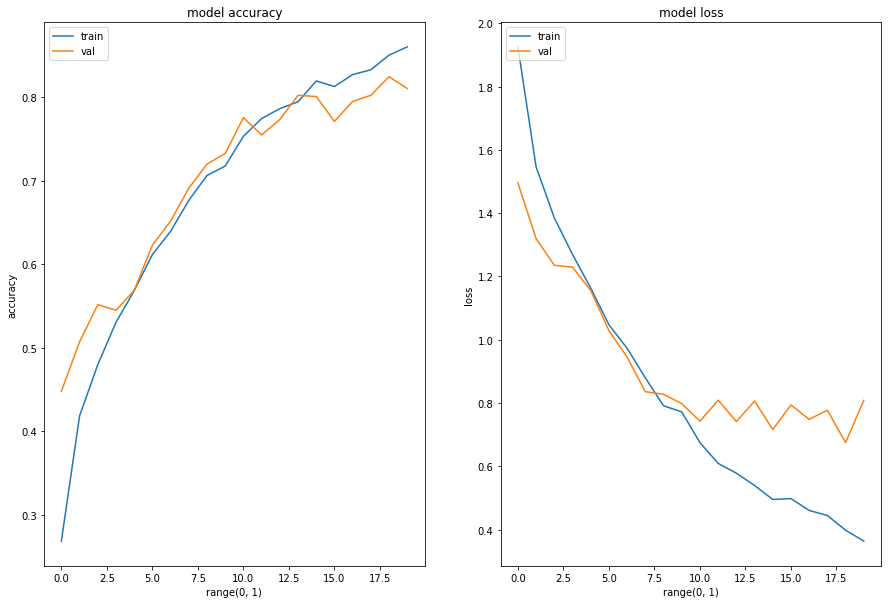 model accuracy
train
val
0.8
0.7
0.6
0.5
0.4
0.3
accuracy
0.0 2.5 5.0 7.5 10.0 12.5 15.0 17.5
range(0, 1)
model loss
train
val
2.0
1.8
1.6
1.4
1.2
1.0
0.8
0.6
0.4
loss
0.0 2.5 5.0 7.5 10.0 12.5 15.0 17.5
range(0, 1)